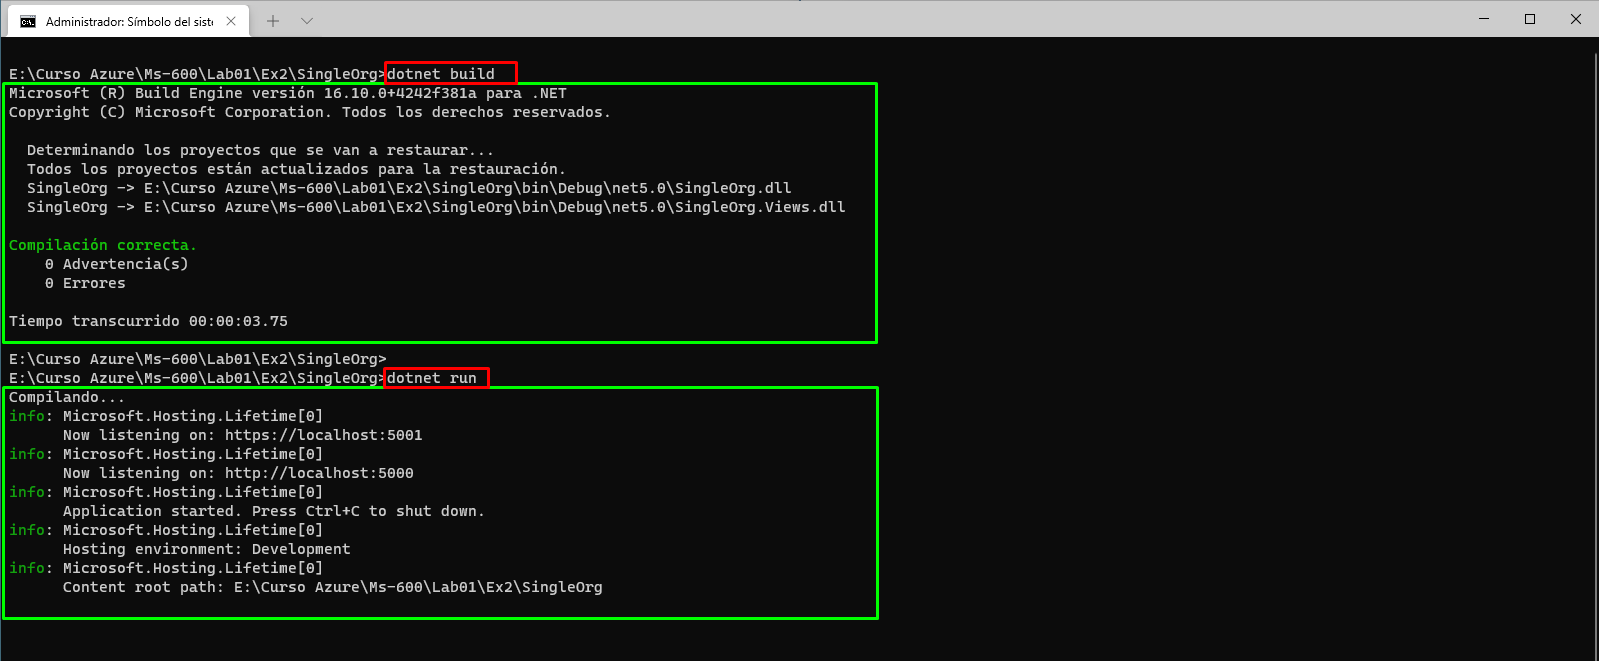 Administrador: Símbolo del siste
E:\Curso Azure\Ms-600\Lab01\Ex2\SingleOrg>dotnet build
Microsoft (R) Build Engine versión 16.10.0+4242f381a para .NET
Copyright (C) Microsoft Corporation. Todos los derechos reservados.
  Determinando los proyectos que se van a restaurar...
  Todos los proyectos están actualizados para la restauración.
  SingleOrg -> E:\Curso Azure\Ms-600\Lab01\Ex2\SingleOrg\bin\Debug\net5.0\SingleOrg.dll
  SingleOrg -> E:\Curso Azure\Ms-600\Lab01\Ex2\SingleOrg\bin\Debug\net5.0\SingleOrg.Views.dll
Compilación correcta.
    0 Advertencia(s)
    0 Errores
Tiempo transcurrido 00:00:03.75
E:\Curso Azure\Ms-600\Lab01\Ex2\SingleOrg>
E:\Curso Azure\Ms-600\Lab01\Ex2\SingleOrg>dotnet run
Compilando...
info: Microsoft.Hosting.Lifetime[0]
      Now listening on: https://localhost:5001
info: Microsoft.Hosting.Lifetime[0]
      Now listening on: http://localhost:5000
info: Microsoft.Hosting.Lifetime[0]
      Application started. Press Ctrl+C to shut down.
info: Microsoft.Hosting.Lifetime[0]
      Hosting environment: Development
info: Microsoft.Hosting.Lifetime[0]
      Content root path: E:\Curso Azure\Ms-600\Lab01\Ex2\SingleOrg